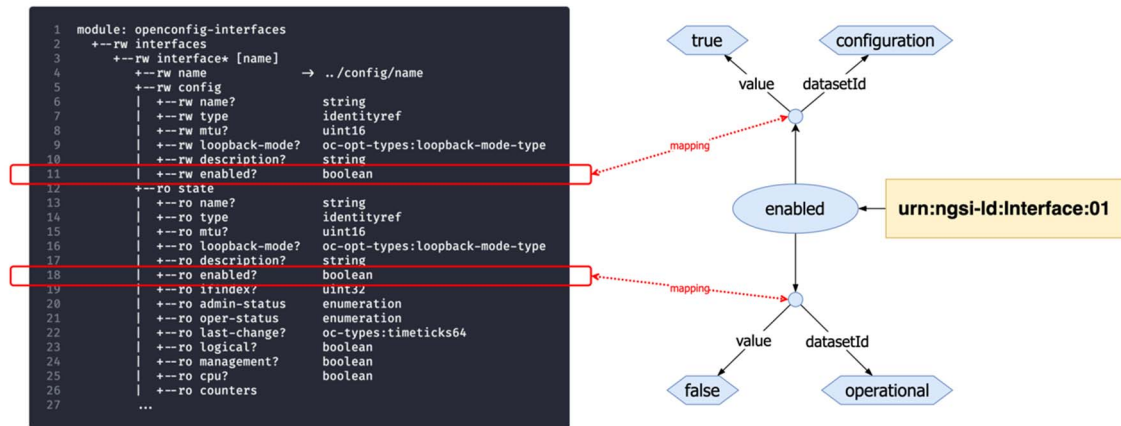 1 module: openconfig-interfaces
2 +--rw interfaces
3 +--rw interface* [name]
4 +--rw name -> ../config/name
5 +--rw config
6 | +--rw name? string
7 | +--rw type identityref
8 | +--rw mtu? uint16
9 | +--rw loopback-mode? oc-opt-types:loopback-mode-type
10 | +--rw description? string
11 | +--rw enabled? boolean
12 +--ro state
13 | +--ro name? string
14 | +--ro type identityref
15 | +--ro mtu? uint16
16 | +--ro loopback-mode? oc-opt-types:loopback-mode-type
17 | +--ro description? string
18 | +--ro enabled? boolean
19 | +--ro ifindex? uint32
20 | +--ro admin-status enumeration
21 | +--ro oper-status enumeration
22 | +--ro last-change? oc-types:timeticks64
23 | +--ro logical? boolean
24 | +--ro management? boolean
25 | +--ro cpu? boolean
26 | +--ro counters
27 ...
true
configuration
value
datasetId
mapping
enabled
urn:ngsi-ld:Interface:01
mapping
value
datasetId
false
operational